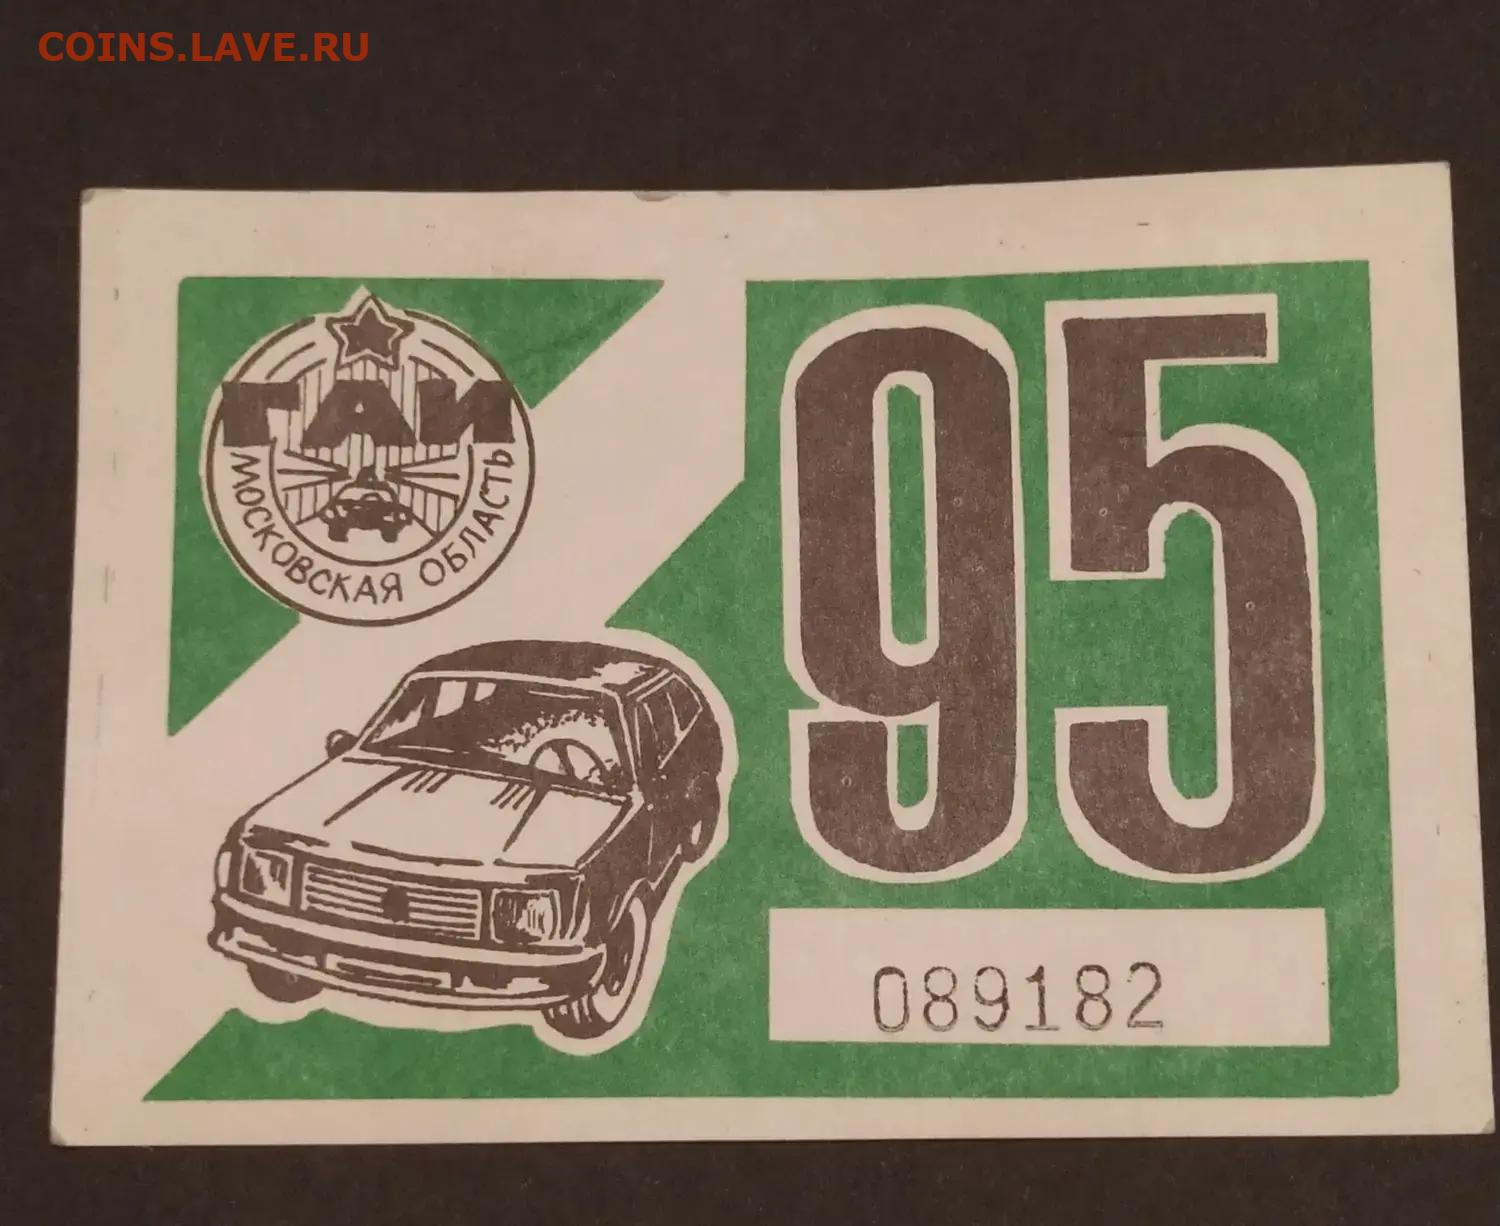 COINS.LAVE.RU
ГАИ
МОСКОВСКАЯ ОБЛАСТЬ
95
089182